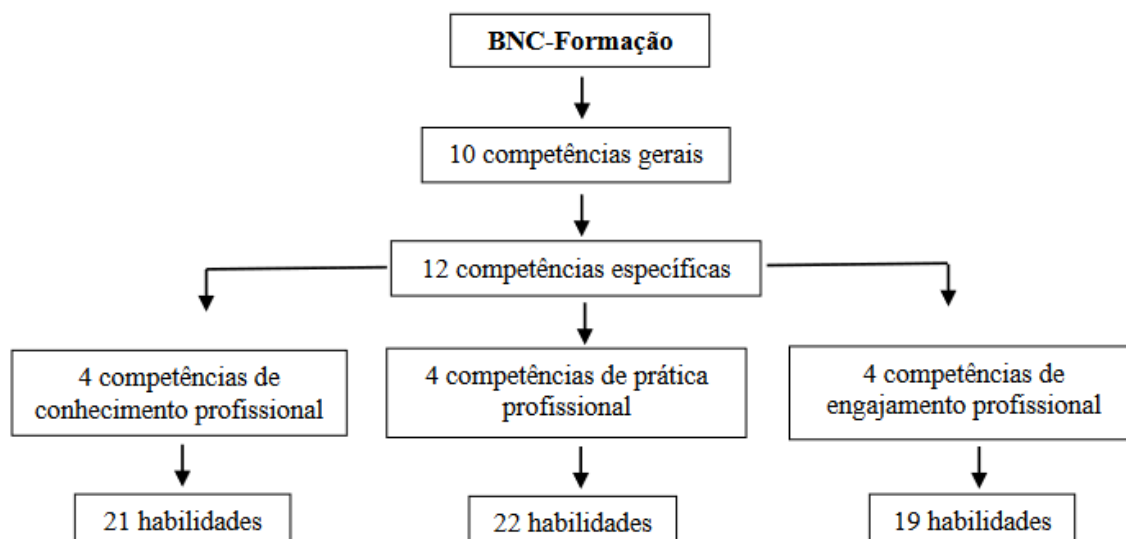 BNC-Formação
10 competências gerais
12 competências específicas
4 competências de
conhecimento profissional
4 competências de prática
profissional
4 competências de
engajamento profissional
21 habilidades
22 habilidades
19 habilidades